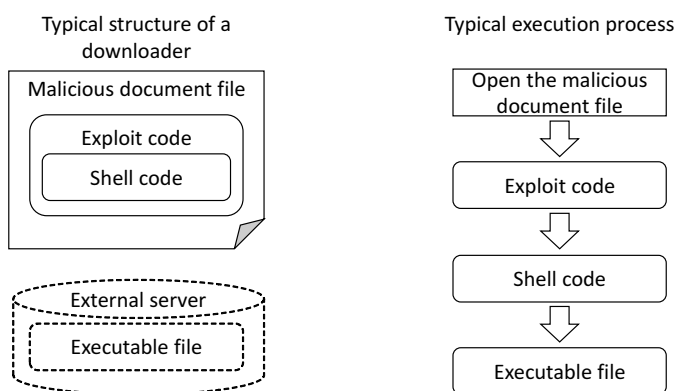 Typical structure of a
downloader
Malicious document file
Exploit code
Shell code
External server
Executable file
Typical execution process
Open the malicious
document file
Exploit code
Shell code
Executable file